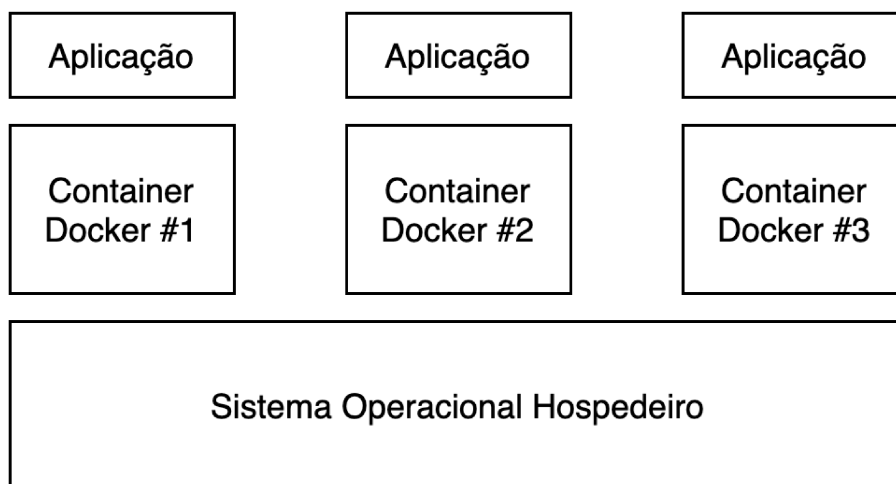 Aplicação
Aplicação
Aplicação
Container
Docker #1
Container
Docker #2
Container
Docker #3
Sistema Operacional Hospedeiro